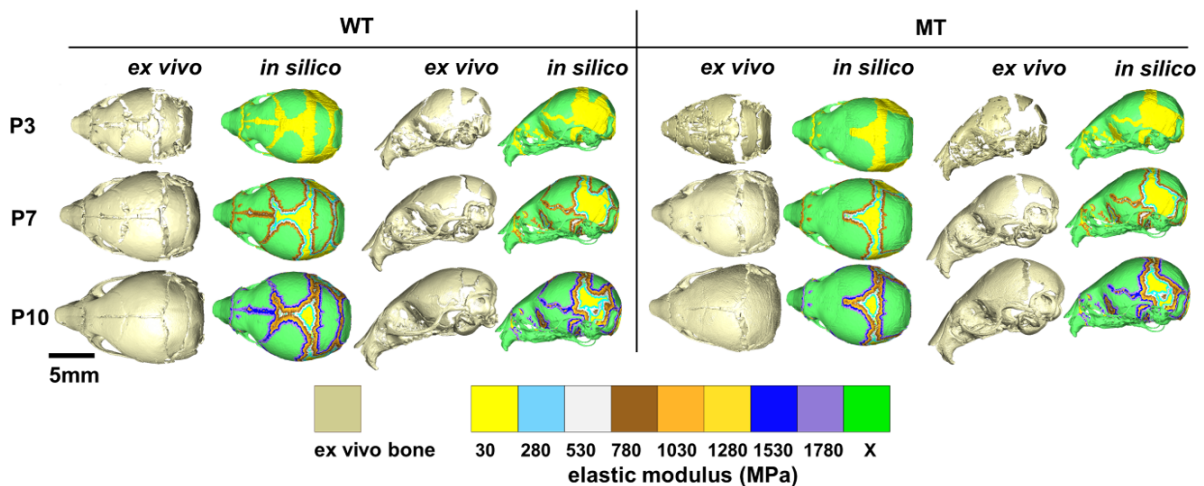 WT MT
ex vivo in silico ex vivo in silico ex vivo in silico ex vivo in silico
P3
P7
P10
5mm
ex vivo bone 30 280 530 780 1030 1280 1530 1780 X
elastic modulus (MPa)